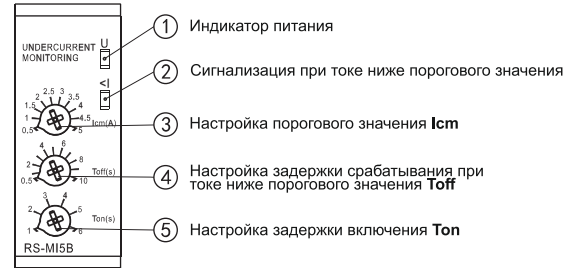 UNDERCURRENT
MONITORING
U
<I
2.5 3
2 3.5
1.5 4
1 4.5
0.5 5
Icm(A)
4 6
2 8
0.5 10
Toff(s)
3 4
2 5
1 6
Ton(s)
RS-MI5B
1 Индикатор питания
2 Сигнализация при токе ниже порогового значения
3 Настройка порогового значения Icm
4 Настройка задержки срабатывания при
токе ниже порогового значения Toff
5 Настройка задержки включения Ton